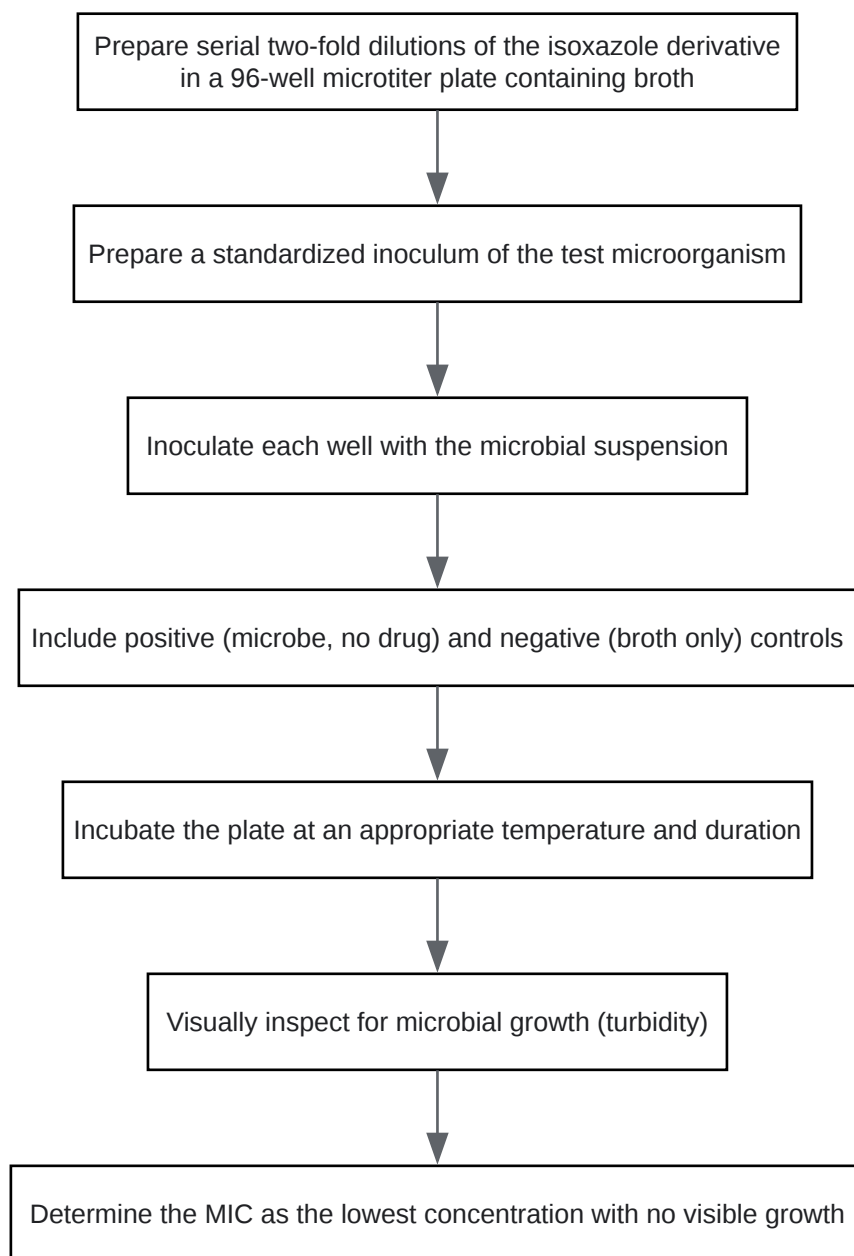 Prepare serial two-fold dilutions of the isoxazole derivative
in a 96-well microtiter plate containing broth
Prepare a standardized inoculum of the test microorganism
Inoculate each well with the microbial suspension
Include positive (microbe, no drug) and negative (broth only) controls
Incubate the plate at an appropriate temperature and duration
Visually inspect for microbial growth (turbidity)
Determine the MIC as the lowest concentration with no visible growth